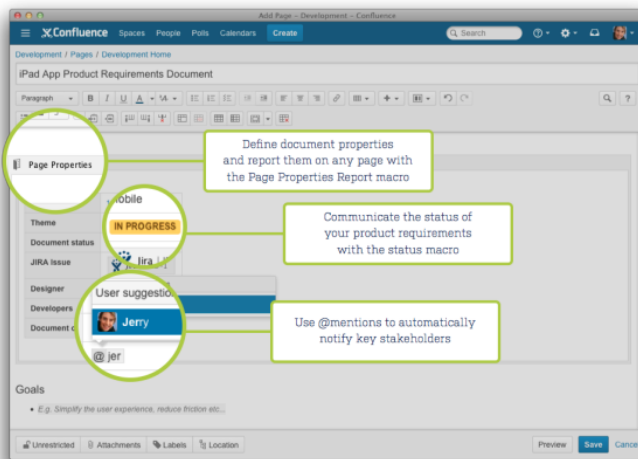 Add Page – Development – Confluence
Confluence Spaces People Polls Calendars Create Search
Development / Pages / Development Home
iPad App Product Requirements Document
Paragraph B I U A
Page Properties
Define document properties
and report them on any page with
the Page Properties Report macro
Theme
Document status IN PROGRESS
JIRA Issue Jira
Communicate the status of
your product requirements
with the status macro
Designer User
Developers Jerry
Document
@ jer
Use @mentions to automatically
notify key stakeholders
Goals
• E.g. Simplify the user experience, reduce friction etc...
Unrestricted Attachments Labels Location Preview Save Cance